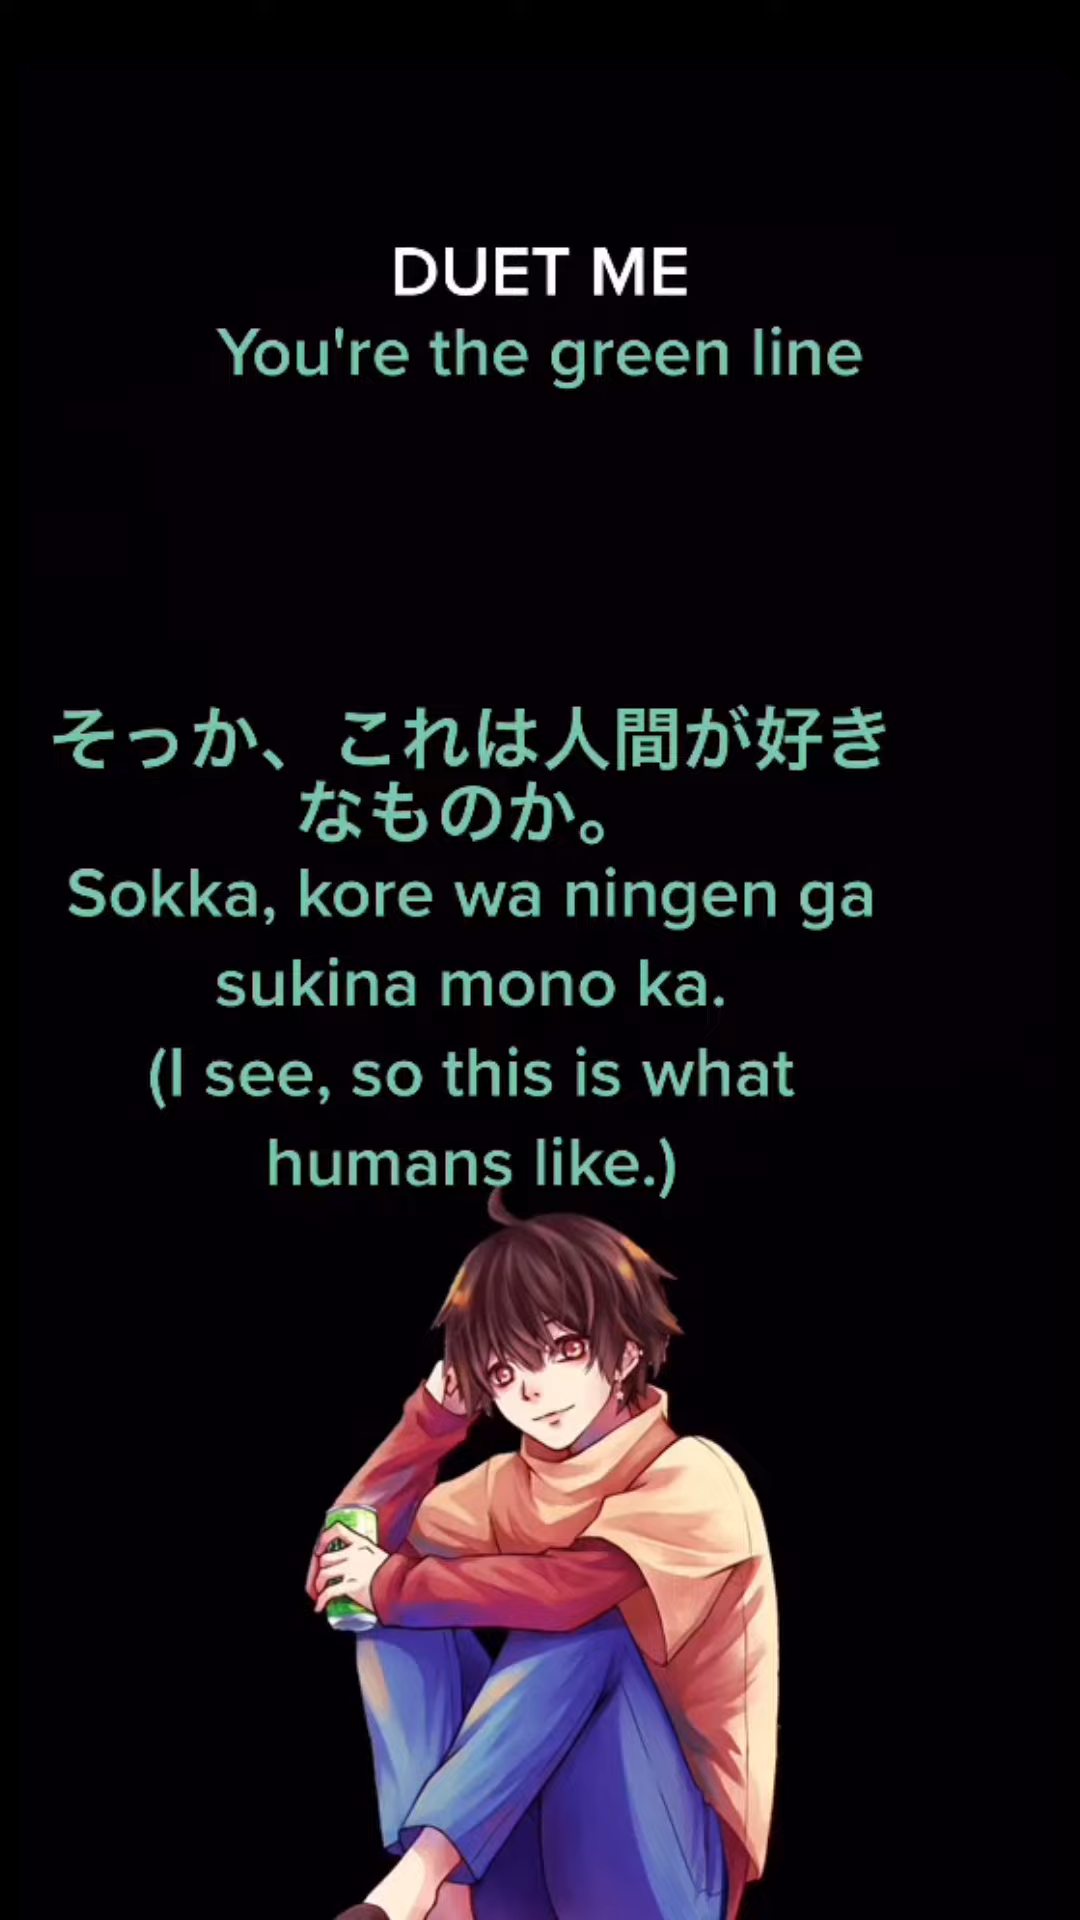 DUET ME
You're the green line
そっか、これは人間が好き
なものか。
Sokka, kore wa ningen ga
sukina mono ka.
(I see, so this is what
humans like.)